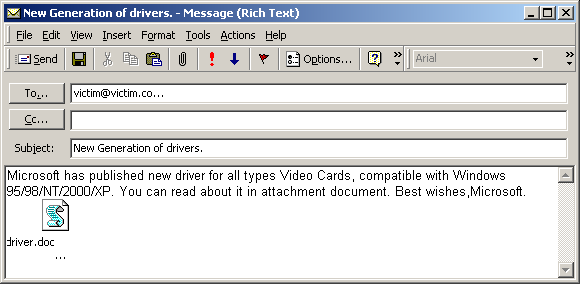 New Generation of drivers. - Message (Rich Text)
File Edit View Insert Format Tools Actions Help
Send Options... Arial
To... victim@victim.co...
Cc...
Subject: New Generation of drivers.
Microsoft has published new driver for all types Video Cards, compatible with Windows
95/98/NT/2000/XP. You can read about it in attachment document. Best wishes,Microsoft.
driver.doc
...